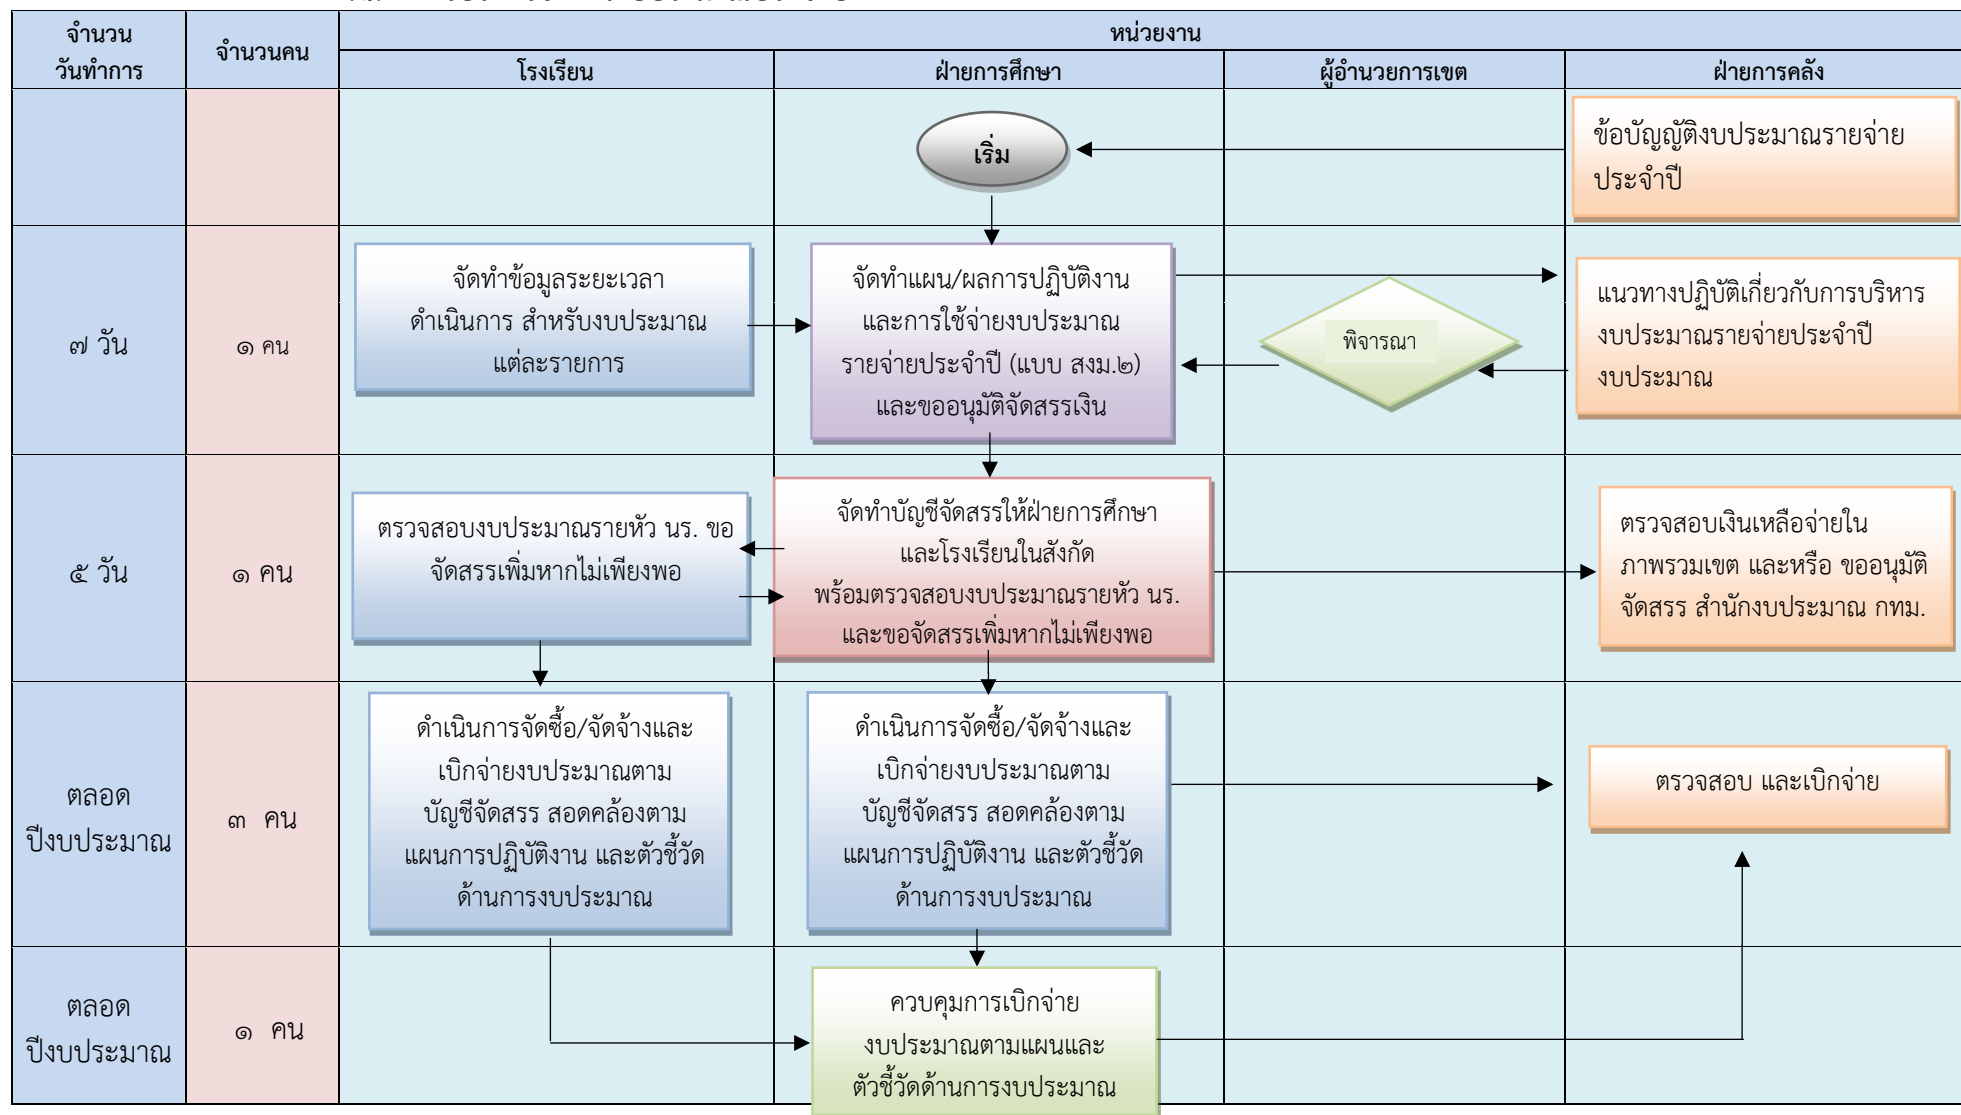 จำนวน
วันทำการ
จำนวนคน
หน่วยงาน
โรงเรียน
ฝ่ายการศึกษา
ผู้อำนวยการเขต
ฝ่ายการคลัง
เริ่ม
ข้อบัญญัติงบประมาณรายจ่าย
ประจำปี
๗ วัน
๑ คน
จัดทำข้อมูลระยะเวลา
ดำเนินการ สำหรับงบประมาณ
แต่ละรายการ
จัดทำแผน/ผลการปฏิบัติงาน
และการใช้จ่ายงบประมาณ
รายจ่ายประจำปี (แบบ สงม.๒)
และขออนุมัติจัดสรรเงิน
พิจารณา
แนวทางปฏิบัติเกี่ยวกับการบริหาร
งบประมาณรายจ่ายประจำปี
งบประมาณ
๕ วัน
๑ คน
ตรวจสอบงบประมาณรายหัว นร. ขอ
จัดสรรเพิ่มหากไม่เพียงพอ
จัดทำบัญชีจัดสรรให้ฝ่ายการศึกษา
และโรงเรียนในสังกัด
พร้อมตรวจสอบงบประมาณรายหัว นร.
และขอจัดสรรเพิ่มหากไม่เพียงพอ
ตรวจสอบเงินเหลือจ่ายใน
ภาพรวมเขต และหรือ ขออนุมัติ
จัดสรร สำนักงบประมาณ กทม.
ตลอด
ปีงบประมาณ
๓ คน
ดำเนินการจัดซื้อ/จัดจ้างและ
เบิกจ่ายงบประมาณตาม
บัญชีจัดสรร สอดคล้องตาม
แผนการปฏิบัติงาน และตัวชี้วัด
ด้านการงบประมาณ
ดำเนินการจัดซื้อ/จัดจ้างและ
เบิกจ่ายงบประมาณตาม
บัญชีจัดสรร สอดคล้องตาม
แผนการปฏิบัติงาน และตัวชี้วัด
ด้านการงบประมาณ
ตรวจสอบ และเบิกจ่าย
ตลอด
ปีงบประมาณ
๑ คน
ควบคุมการเบิกจ่าย
งบประมาณตามแผนและ
ตัวชี้วัดด้านการงบประมาณ